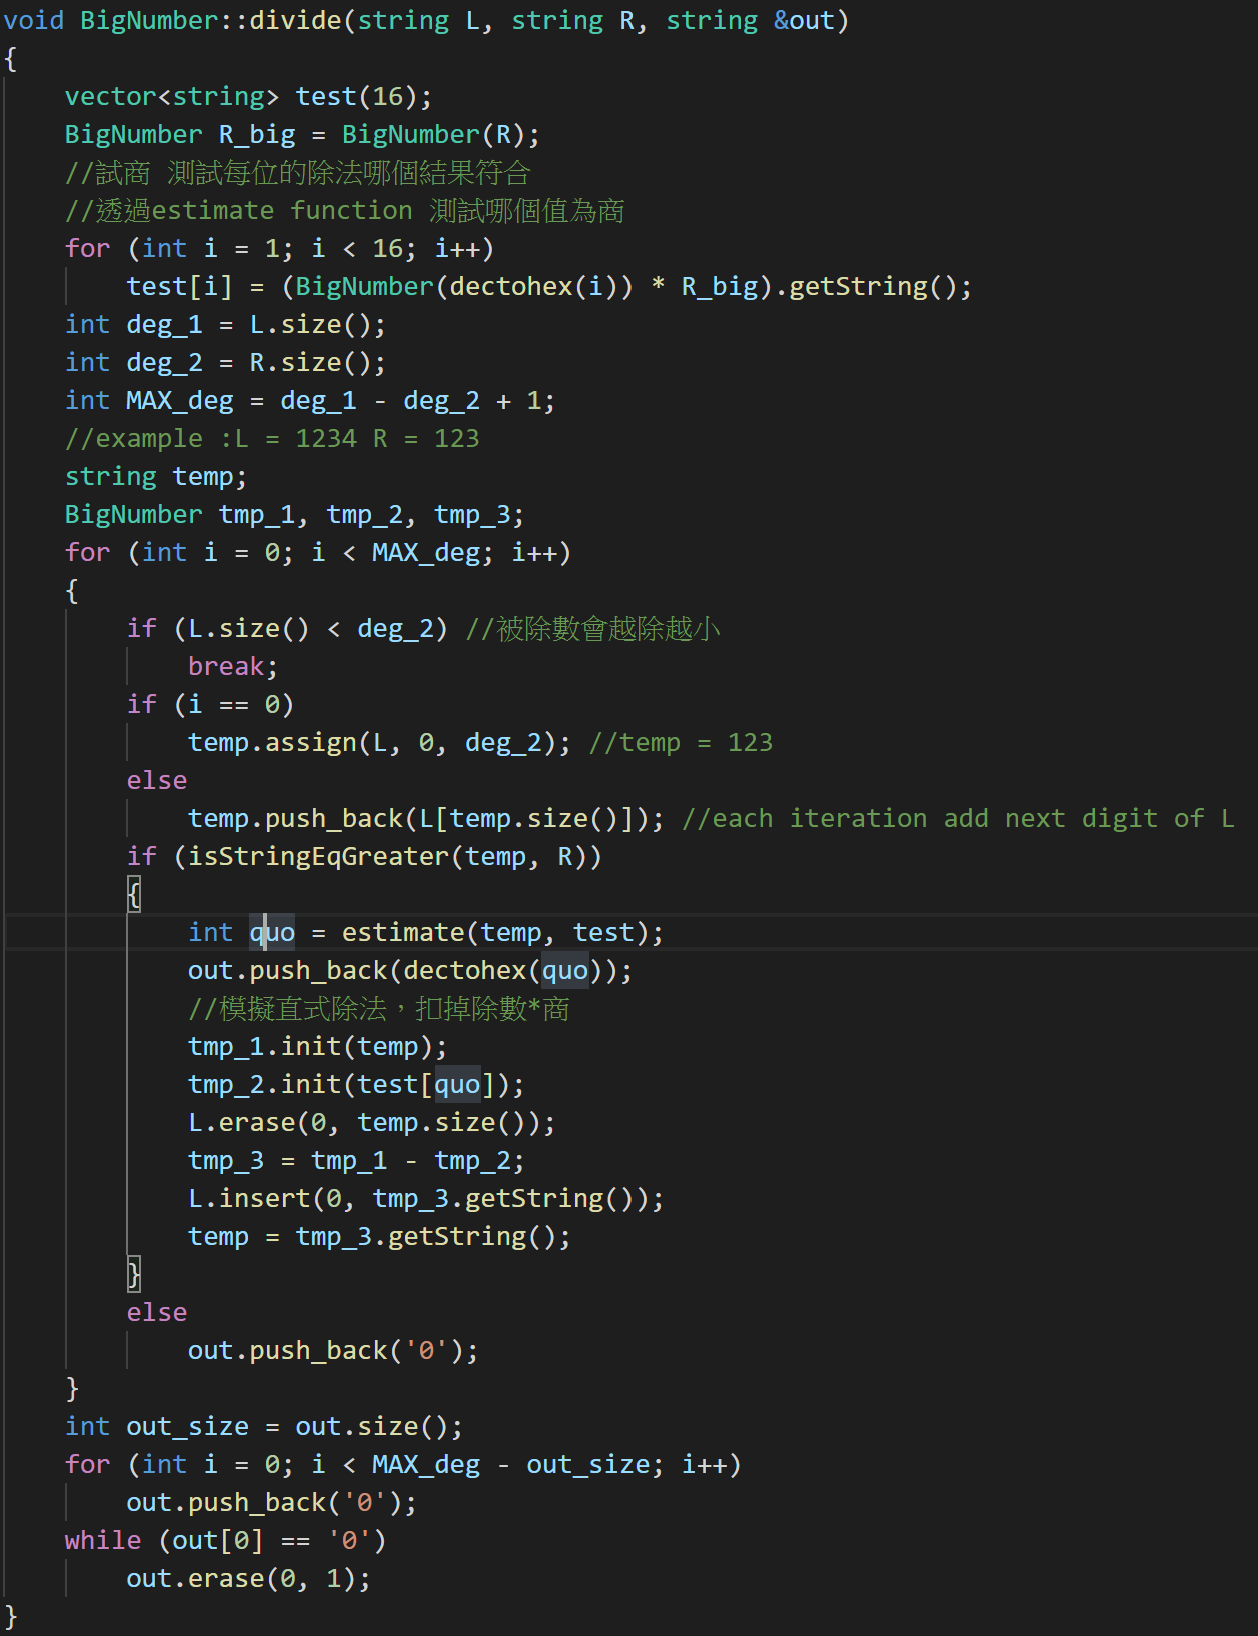 void BigNumber::divide(string L, string R, string &out)
{
    vector<string> test(16);
    BigNumber R_big = BigNumber(R);
    //試商 測試每位的除法哪個結果符合
    //透過estimate function 測試哪個值為商
    for (int i = 1; i < 16; i++)
        test[i] = (BigNumber(dectohex(i)) * R_big).getString();
    int deg_1 = L.size();
    int deg_2 = R.size();
    int MAX_deg = deg_1 - deg_2 + 1;
    //example :L = 1234 R = 123
    string temp;
    BigNumber tmp_1, tmp_2, tmp_3;
    for (int i = 0; i < MAX_deg; i++)
    {
        if (L.size() < deg_2) //被除數會越除越小
            break;
        if (i == 0)
            temp.assign(L, 0, deg_2); //temp = 123
        else
            temp.push_back(L[temp.size()]); //each iteration add next digit of L
        if (isStringEqGreater(temp, R))
        {
            int quo = estimate(temp, test);
            out.push_back(dectohex(quo));
            //模擬直式除法，扣掉除數*商
            tmp_1.init(temp);
            tmp_2.init(test[quo]);
            L.erase(0, temp.size());
            tmp_3 = tmp_1 - tmp_2;
            L.insert(0, tmp_3.getString());
            temp = tmp_3.getString();
        }
        else
            out.push_back('0');
    }
    int out_size = out.size();
    for (int i = 0; i < MAX_deg - out_size; i++)
        out.push_back('0');
    while (out[0] == '0')
        out.erase(0, 1);
}